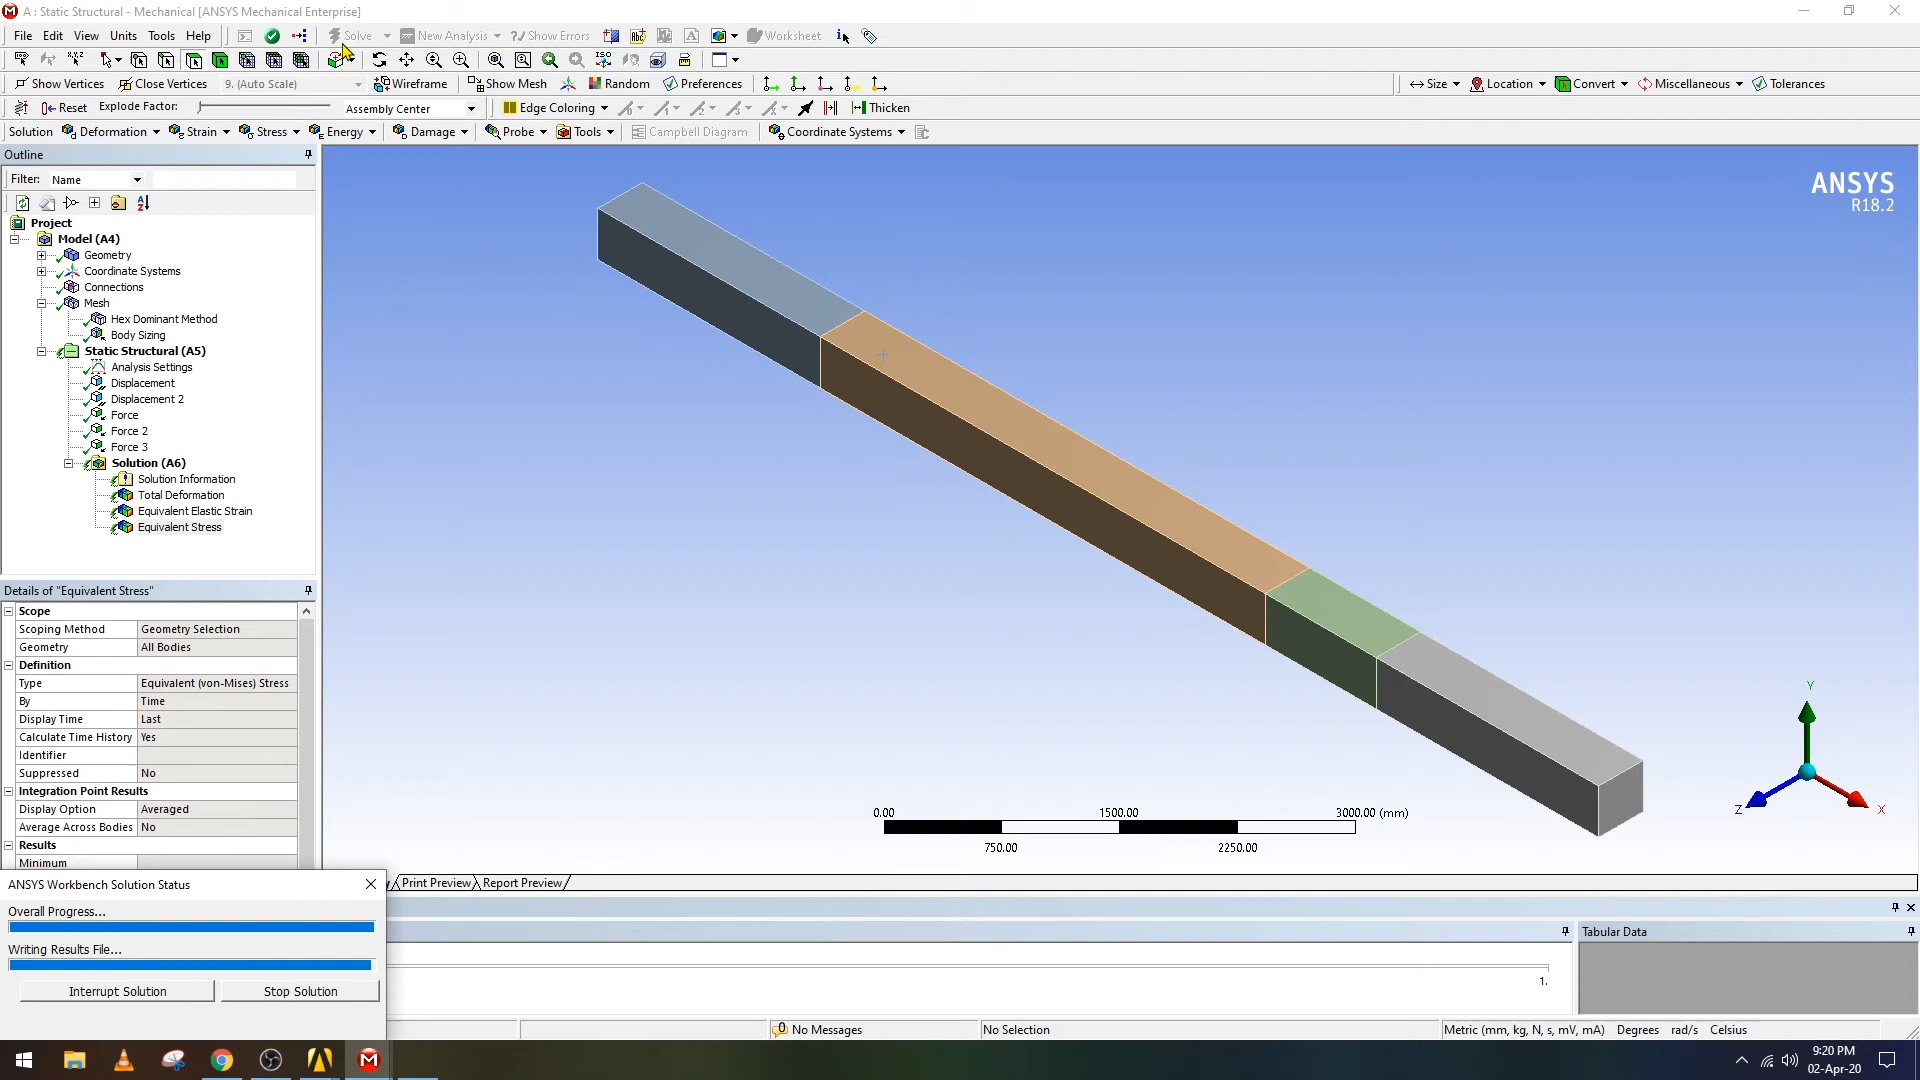 A : Static Structural - Mechanical [ANSYS Mechanical Enterprise]
File Edit View Units Tools Help Solve New Analysis Show Errors Worksheet
Show Vertices Close Vertices 9. (Auto Scale) Wireframe Show Mesh Random Preferences Size Location Convert Miscellaneous Tolerances
Reset Explode Factor: Assembly Center Edge Coloring Thicken
Solution Deformation Strain Stress Energy Damage Probe Tools Campbell Diagram Coordinate Systems
Outline
Filter: Name
Project
Model (A4)
Geometry
Coordinate Systems
Connections
Mesh
Hex Dominant Method
Body Sizing
Static Structural (A5)
Analysis Settings
Displacement
Displacement 2
Force
Force 2
Force 3
Solution (A6)
Solution Information
Total Deformation
Equivalent Elastic Strain
Equivalent Stress
Details of "Equivalent Stress"
Scope
Scoping Method Geometry Selection
Geometry All Bodies
Definition
Type Equivalent (von-Mises) Stress
By Time
Display Time Last
Calculate Time History Yes
Identifier
Suppressed No
Integration Point Results
Display Option Averaged
Average Across Bodies No
Results
Minimum
ANSYS Workbench Solution Status
Overall Progress...
Writing Results File...
Interrupt Solution Stop Solution
ANSYS
R18.2
0.00 1500.00 3000.00 (mm)
750.00 2250.00
Y
Z X
Print Preview Report Preview
Tabular Data
1.
No Messages No Selection Metric (mm, kg, N, s, mV, mA) Degrees rad/s Celsius
9:20 PM
02-Apr-20